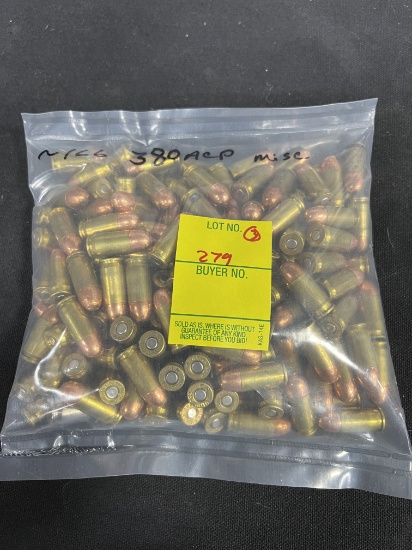 380 ACP misc
LOT NO. 3
279
BUYER NO.
SOLD AS IS, WHERE IS WITHOUT
GUARANTEE OF ANY KIND
INSPECT BEFORE YOU BID!